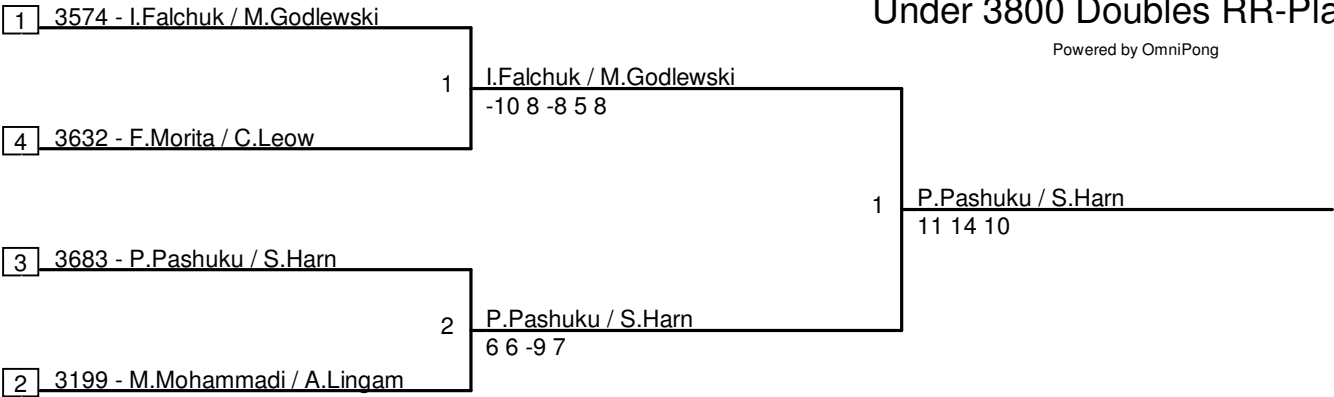 Under 3800 Doubles RR-Pla
Powered by OmniPong
1 3574 - I.Falchuk / M.Godlewski
1 I.Falchuk / M.Godlewski
-10 8 -8 5 8
4 3632 - F.Morita / C.Leow
1 P.Pashuku / S.Harn
11 14 10
3 3683 - P.Pashuku / S.Harn
2 P.Pashuku / S.Harn
6 6 -9 7
2 3199 - M.Mohammadi / A.Lingam